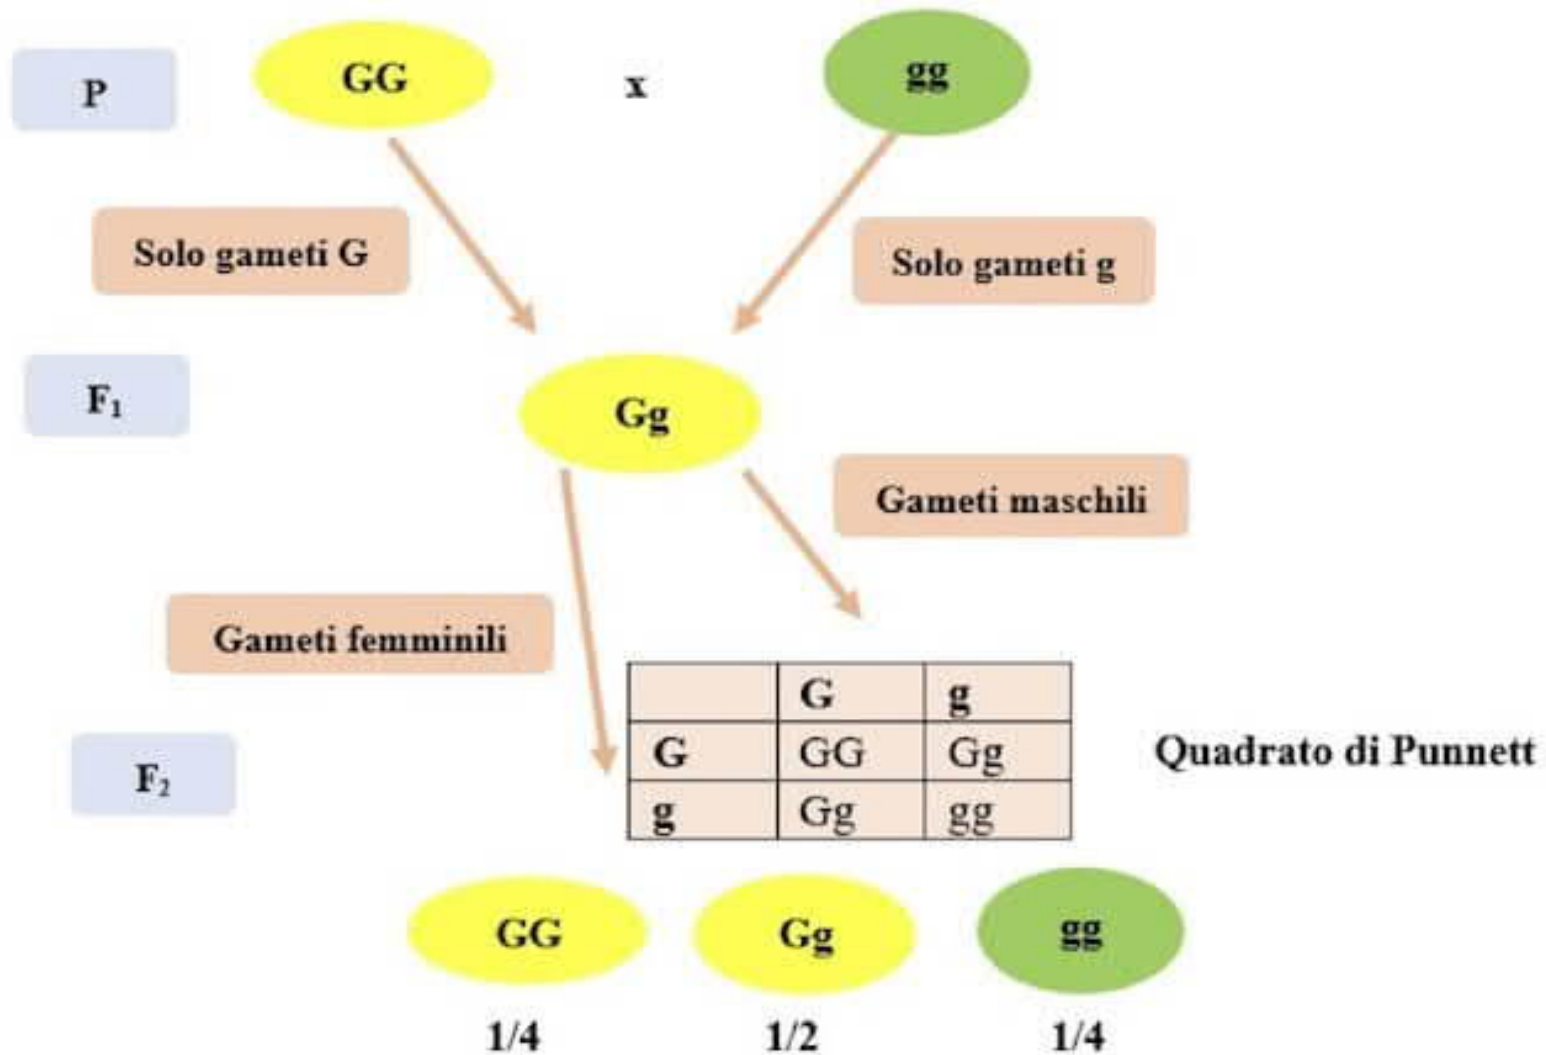 P
GG
x
gg
Solo gameti G
Solo gameti g
F₁
Gg
Gameti maschili
Gameti femminili
G g
G GG Gg
g Gg gg
Quadrato di Punnett
F₂
GG Gg gg
1/4 1/2 1/4